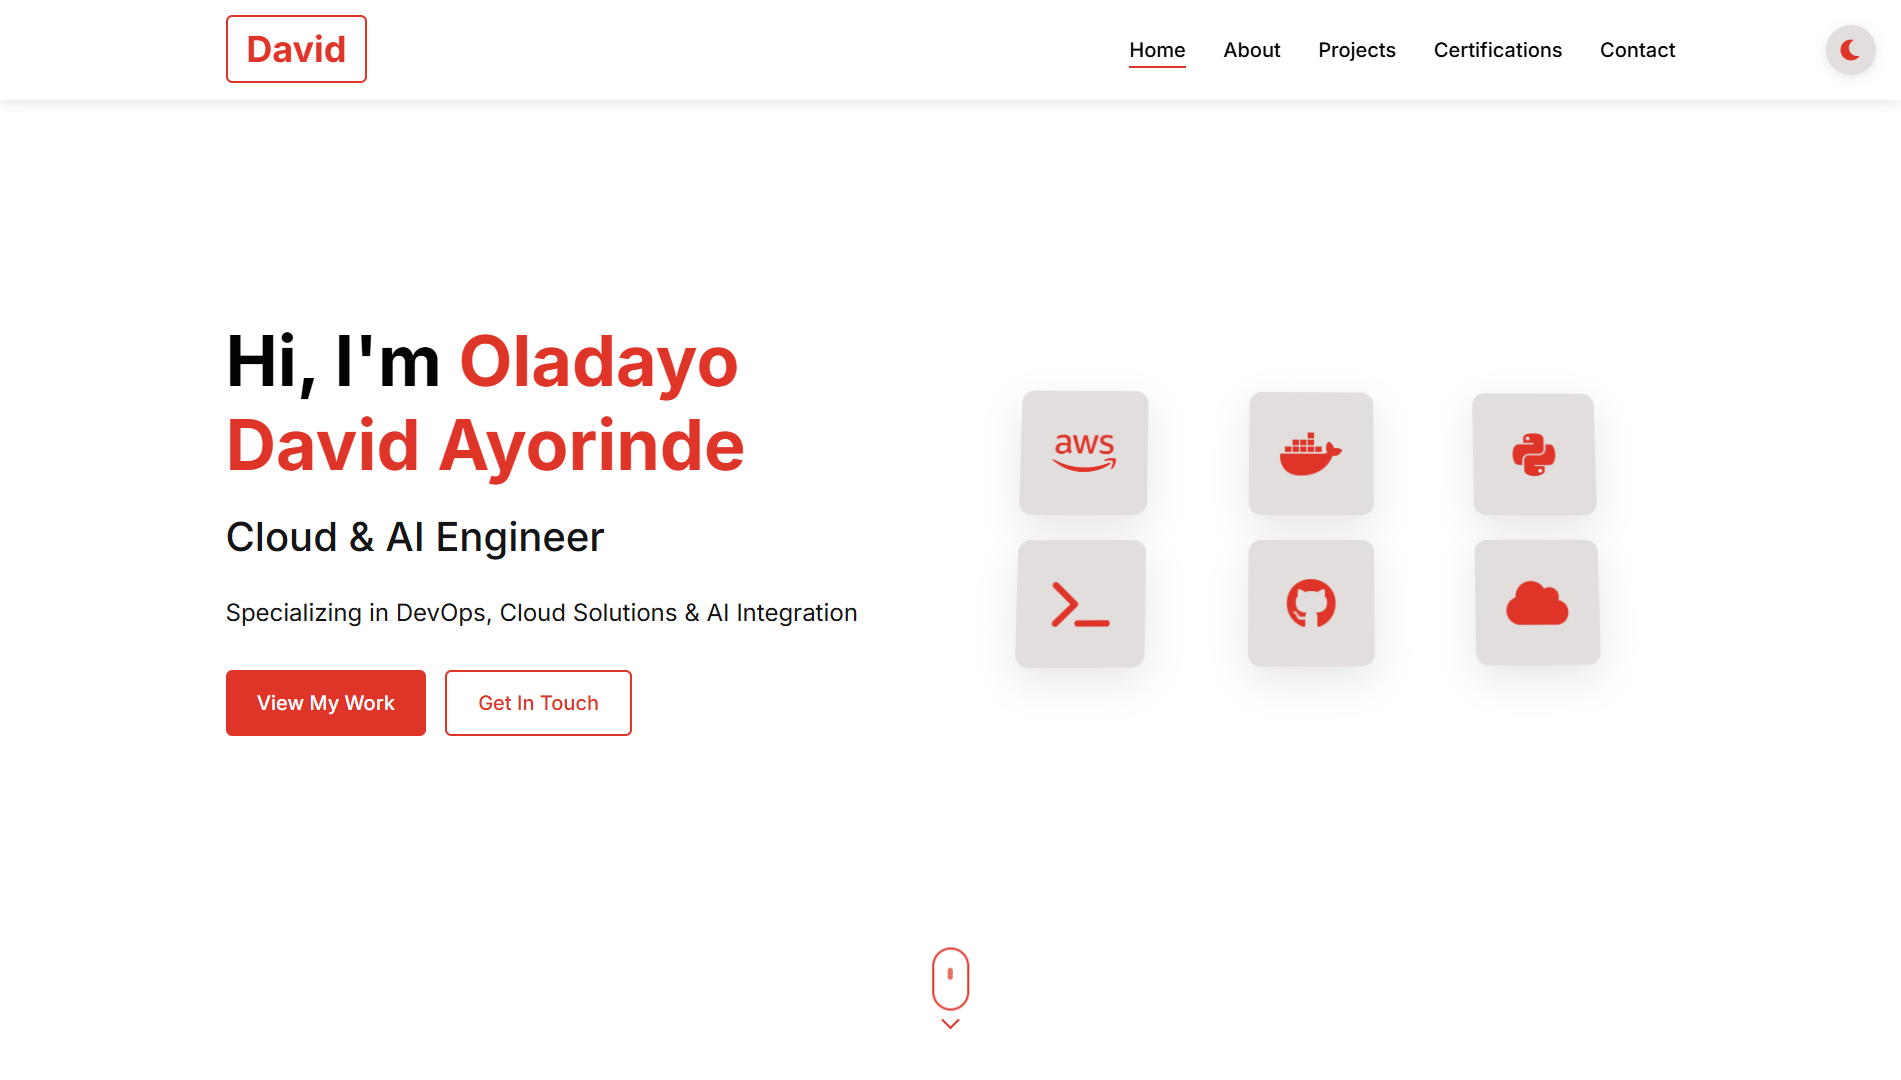 David
Home
About
Projects
Certifications
Contact
Hi, I'm Oladayo
David Ayorinde
Cloud & AI Engineer
Specializing in DevOps, Cloud Solutions & AI Integration
View My Work
Get In Touch
aws